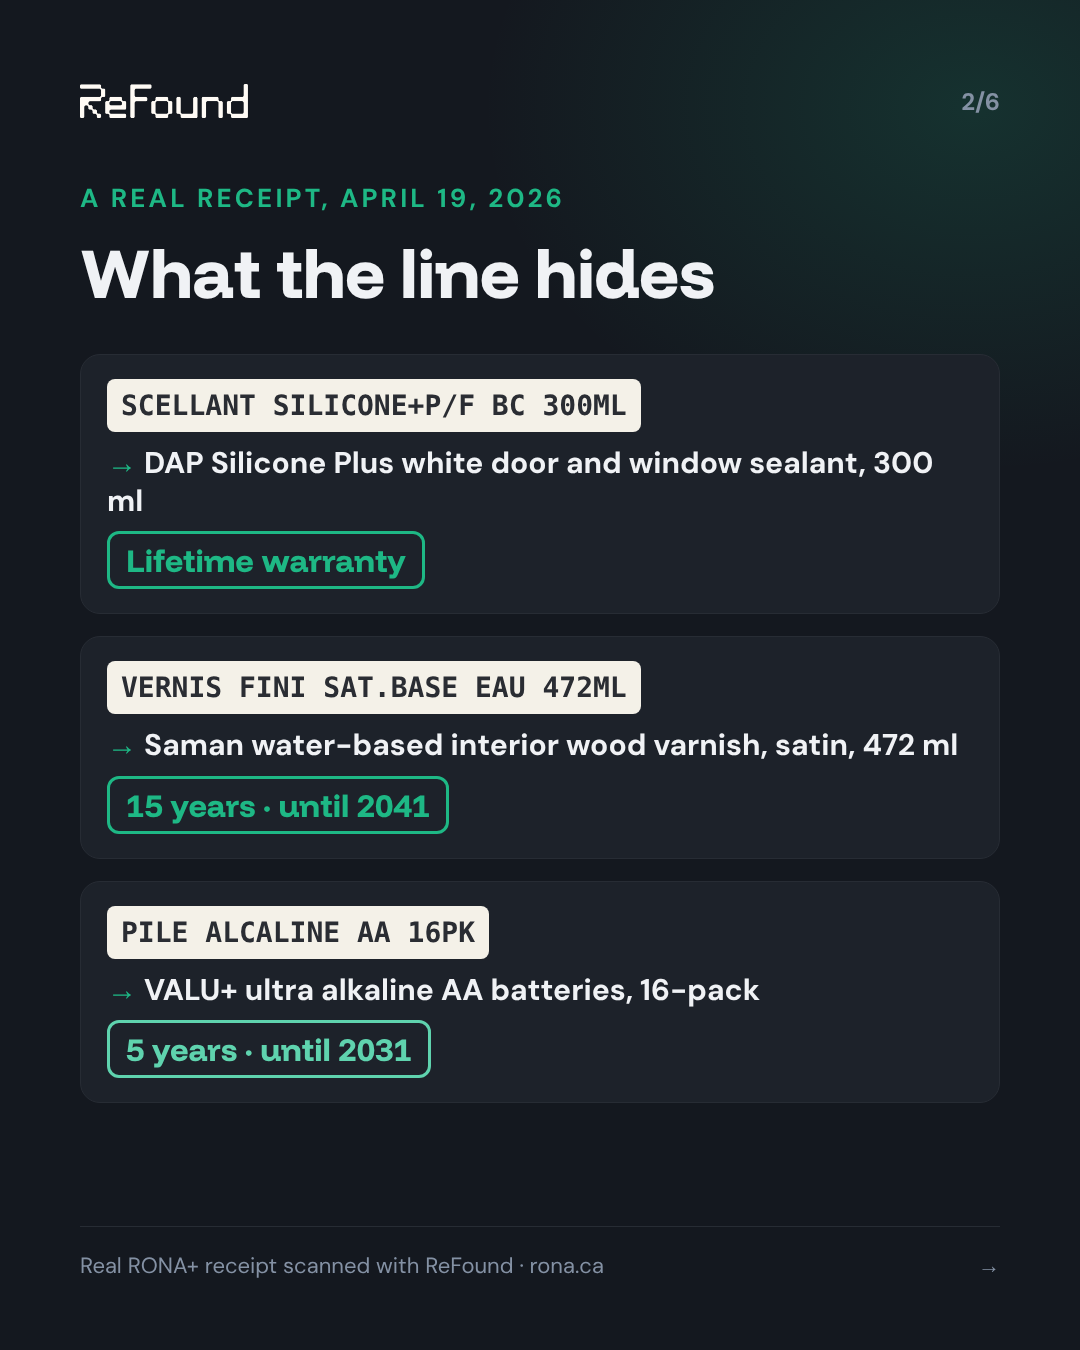 ReFound
2/6
A REAL RECEIPT, APRIL 19, 2026
What the line hides
SCELLANT SILICONE+P/F BC 300ML
→ DAP Silicone Plus white door and window sealant, 300
ml
Lifetime warranty
VERNIS FINI SAT.BASE EAU 472ML
→ Saman water-based interior wood varnish, satin, 472 ml
15 years · until 2041
PILE ALCALINE AA 16PK
→ VALU+ ultra alkaline AA batteries, 16-pack
5 years · until 2031
Real RONA+ receipt scanned with ReFound · rona.ca
→